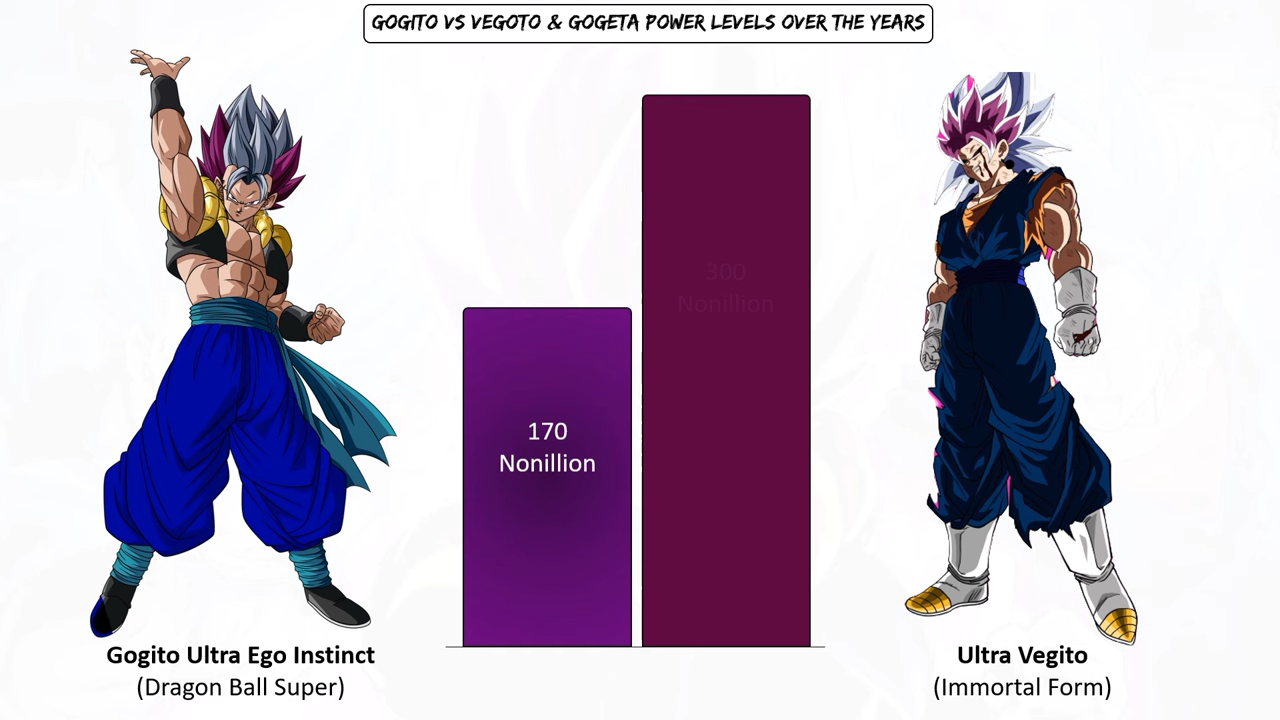 GOGITO VS VEGOTO & GOGETA POWER LEVELS OVER THE YEARS
300
Nonillion
170
Nonillion
Gogito Ultra Ego Instinct
(Dragon Ball Super)
Ultra Vegito
(Immortal Form)